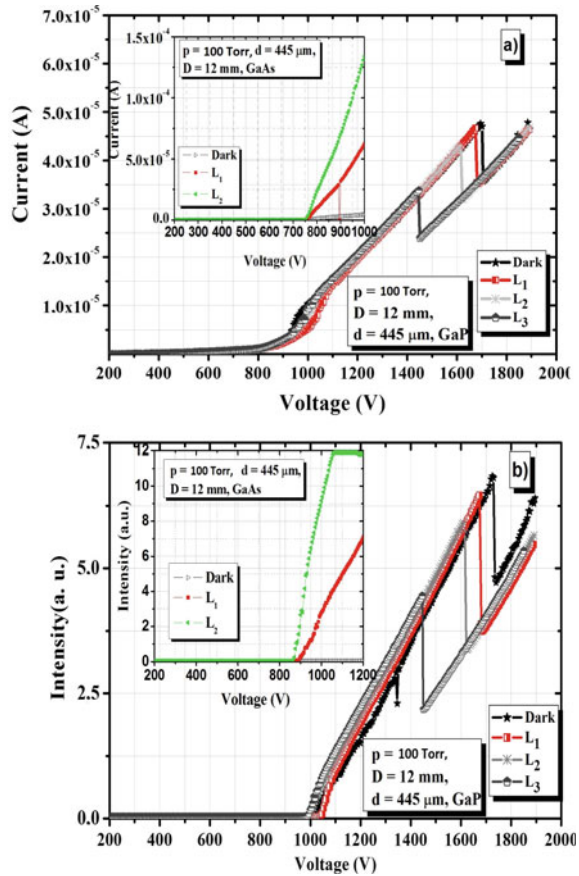 a)
7.0x10⁻⁵
6.0x10⁻⁵
5.0x10⁻⁵
4.0x10⁻⁵
3.0x10⁻⁵
2.0x10⁻⁵
1.0x10⁻⁵
Current (A)
200 400 600 800 1000 1200 1400 1600 1800 2000
Voltage (V)
1.5x10⁻⁴
1.0x10⁻⁴
5.0x10⁻⁵
0.0
Current (A)
p = 100 Torr, d = 445 μm,
D = 12 mm, GaAs
Dark
L₁
L₂
200 300 400 500 600 700 800 900 1000
Voltage (V)
p = 100 Torr,
D = 12 mm,
d = 445 μm, GaP
Dark
L₁
L₂
L₃
b)
7.5
5.0
2.5
0.0
Intensity(a. u.)
200 400 600 800 1000 1200 1400 1600 1800 2000
Voltage (V)
12
10
8
6
4
2
0
Intensity (a.u.)
p = 100 Torr, d = 445 μm,
D = 12 mm, GaAs
Dark
L₁
L₂
200 400 600 800 1000 1200
Voltage (V)
p = 100 Torr,
D = 12 mm,
d = 445 μm, GaP
Dark
L₁
L₂
L₃